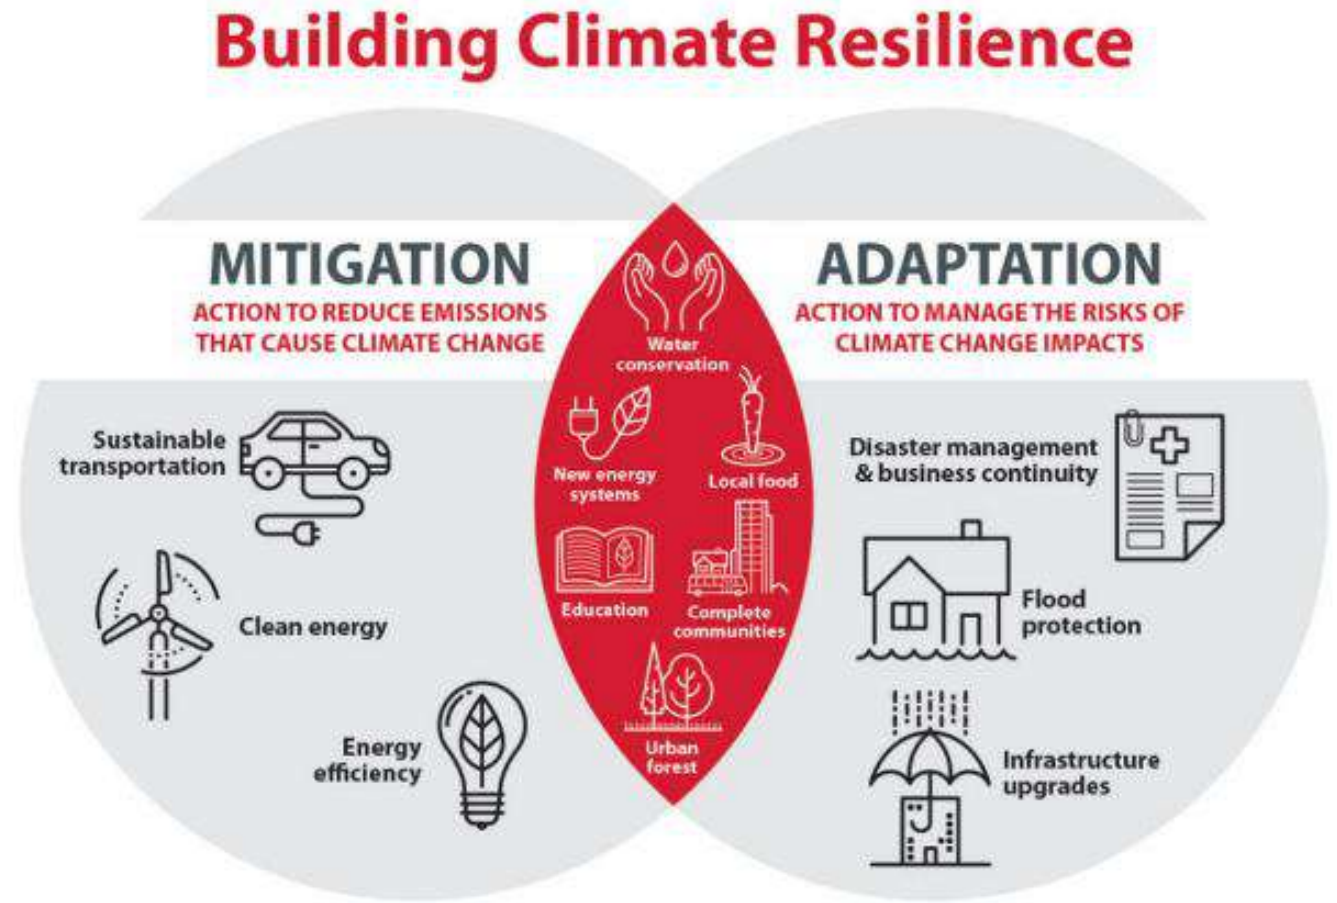 Building Climate Resilience
MITIGATION
ACTION TO REDUCE EMISSIONS
THAT CAUSE CLIMATE CHANGE
Sustainable
transportation
Clean energy
Energy
efficiency
Water
conservation
New energy
systems
Local food
Education
Complete
communities
Urban
forest
ADAPTATION
ACTION TO MANAGE THE RISKS OF
CLIMATE CHANGE IMPACTS
Disaster management
& business continuity
Flood
protection
Infrastructure
upgrades